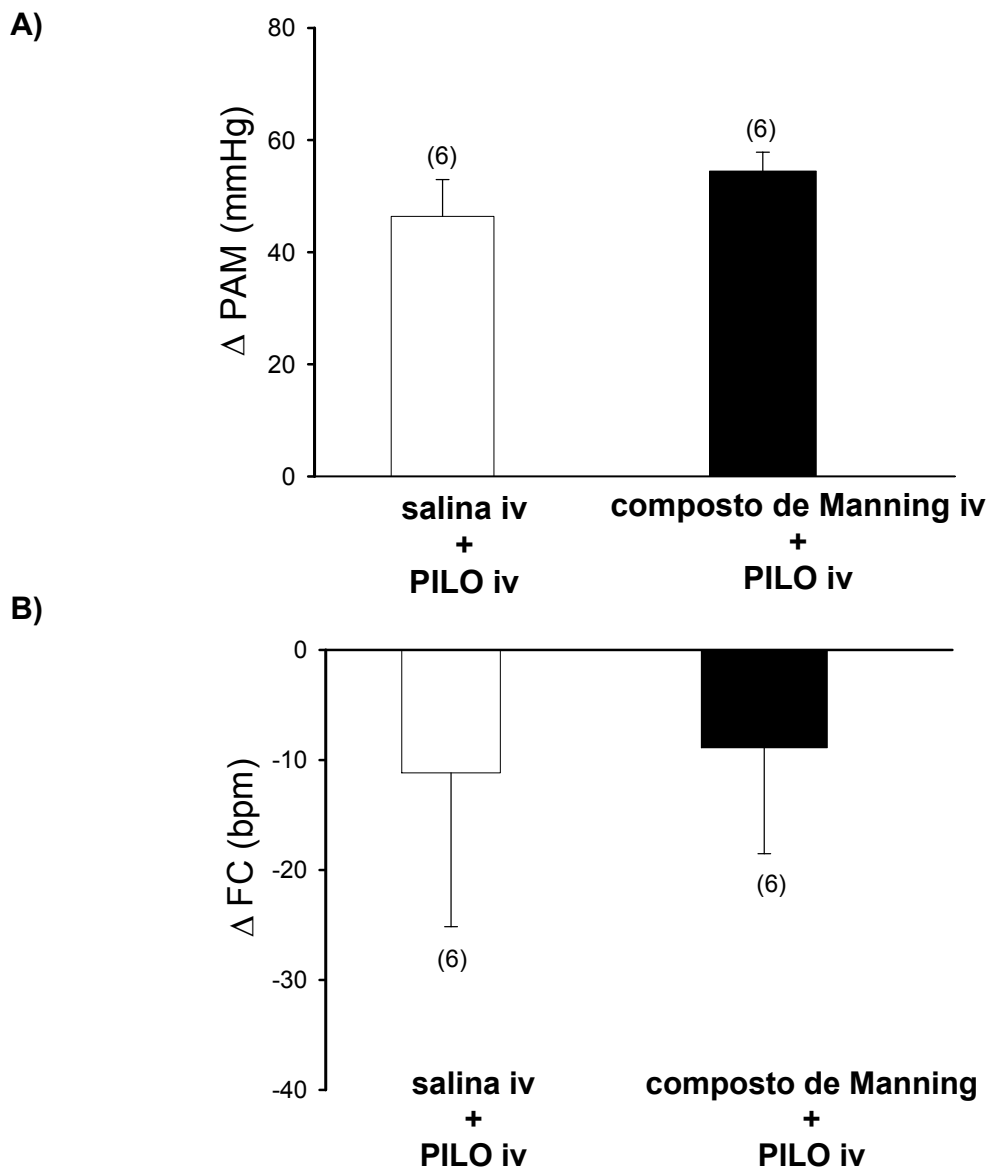 A)
Δ PAM (mmHg)
80
60
40
20
0
(6)
(6)
salina iv
+
PILO iv
composto de Manning iv
+
PILO iv
B)
Δ FC (bpm)
0
-10
-20
-30
-40
(6)
(6)
salina iv
+
PILO iv
composto de Manning
+
PILO iv